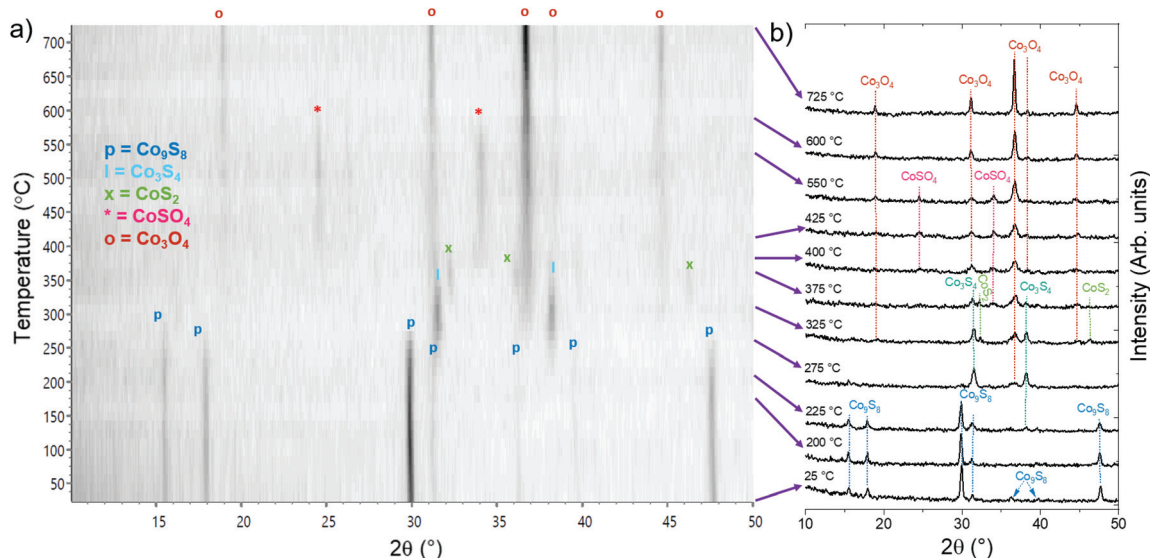 a)
o o o o o
Temperature (°C)
700
650
600
550
500
450
400
350
300
250
200
150
100
50
* *
p = Co₉S₈
l = Co₃S₄
x = CoS₂
* = CoSO₄
o = Co₃O₄
x
x
l l
x
p
p p p
p p p
15 20 25 30 35 40 45 50
2θ (°)
b)
Co₃O₄
Co₃O₄ Co₃O₄ Co₃O₄
725 °C
600 °C
550 °C
CoSO₄ CoSO₄
425 °C
400 °C
375 °C
Co₃S₄ CoS₂ Co₃S₄ CoS₂
325 °C
275 °C
225 °C
Co₉S₈ Co₉S₈ Co₉S₈
200 °C
25 °C
Co₉S₈
10 20 30 40 50
2θ (°)
Intensity (Arb. units)